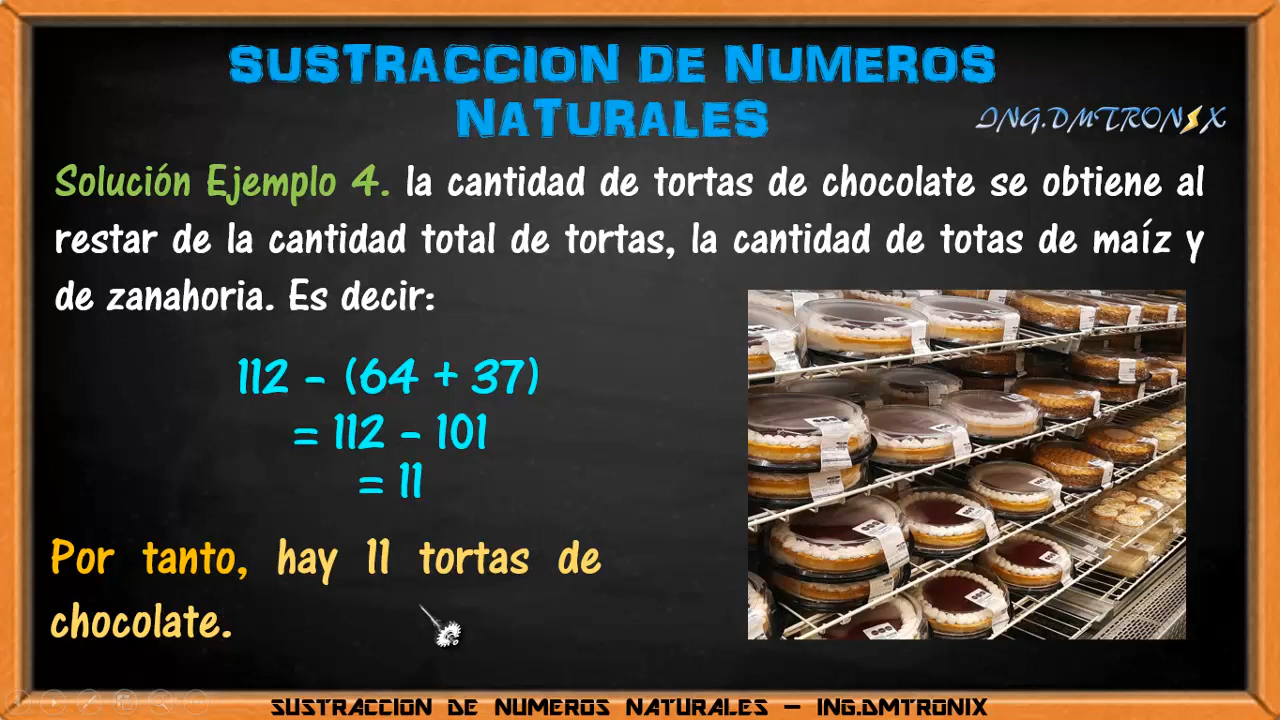 SUSTRACCION DE NUMEROS
NATURALES
ING.DMTRONIX
Solución Ejemplo 4. la cantidad de tortas de chocolate se obtiene al
restar de la cantidad total de tortas, la cantidad de totas de maíz y
de zanahoria. Es decir:
112 - (64 + 37)
= 112 - 101
= 11
Por tanto, hay 11 tortas de
chocolate.
SUSTRACCION DE NUMEROS NATURALES - ING.DMTRONIX